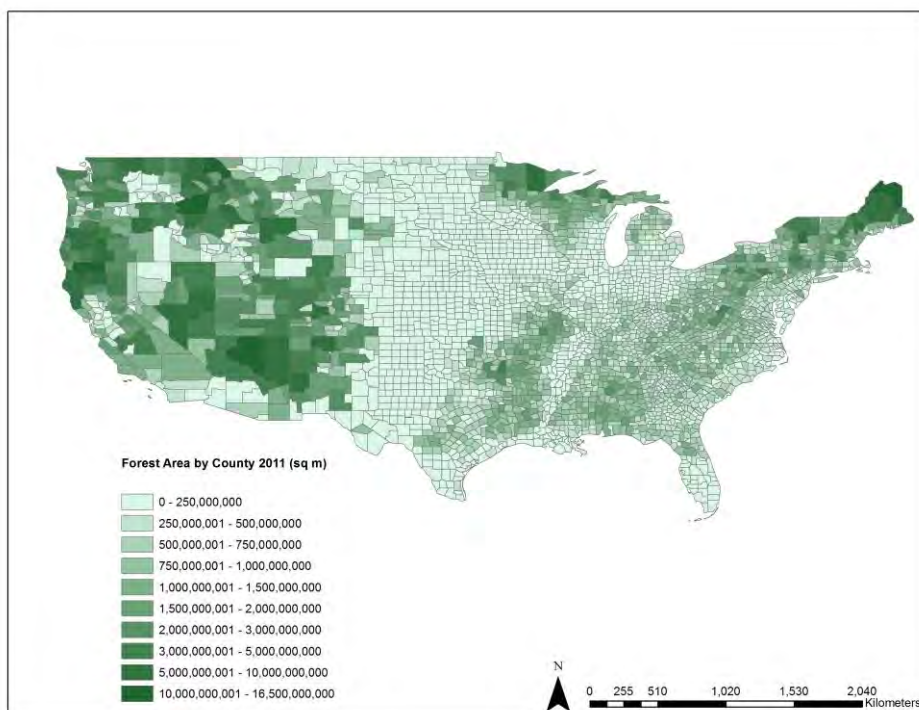 Forest Area by County 2011 (sq m)
0 - 250,000,000
250,000,001 - 500,000,000
500,000,001 - 750,000,000
750,000,001 - 1,000,000,000
1,000,000,001 - 1,500,000,000
1,500,000,001 - 2,000,000,000
2,000,000,001 - 3,000,000,000
3,000,000,001 - 5,000,000,000
5,000,000,001 - 10,000,000,000
10,000,000,001 - 16,500,000,000
N
0 255 510 1,020 1,530 2,040
Kilometers